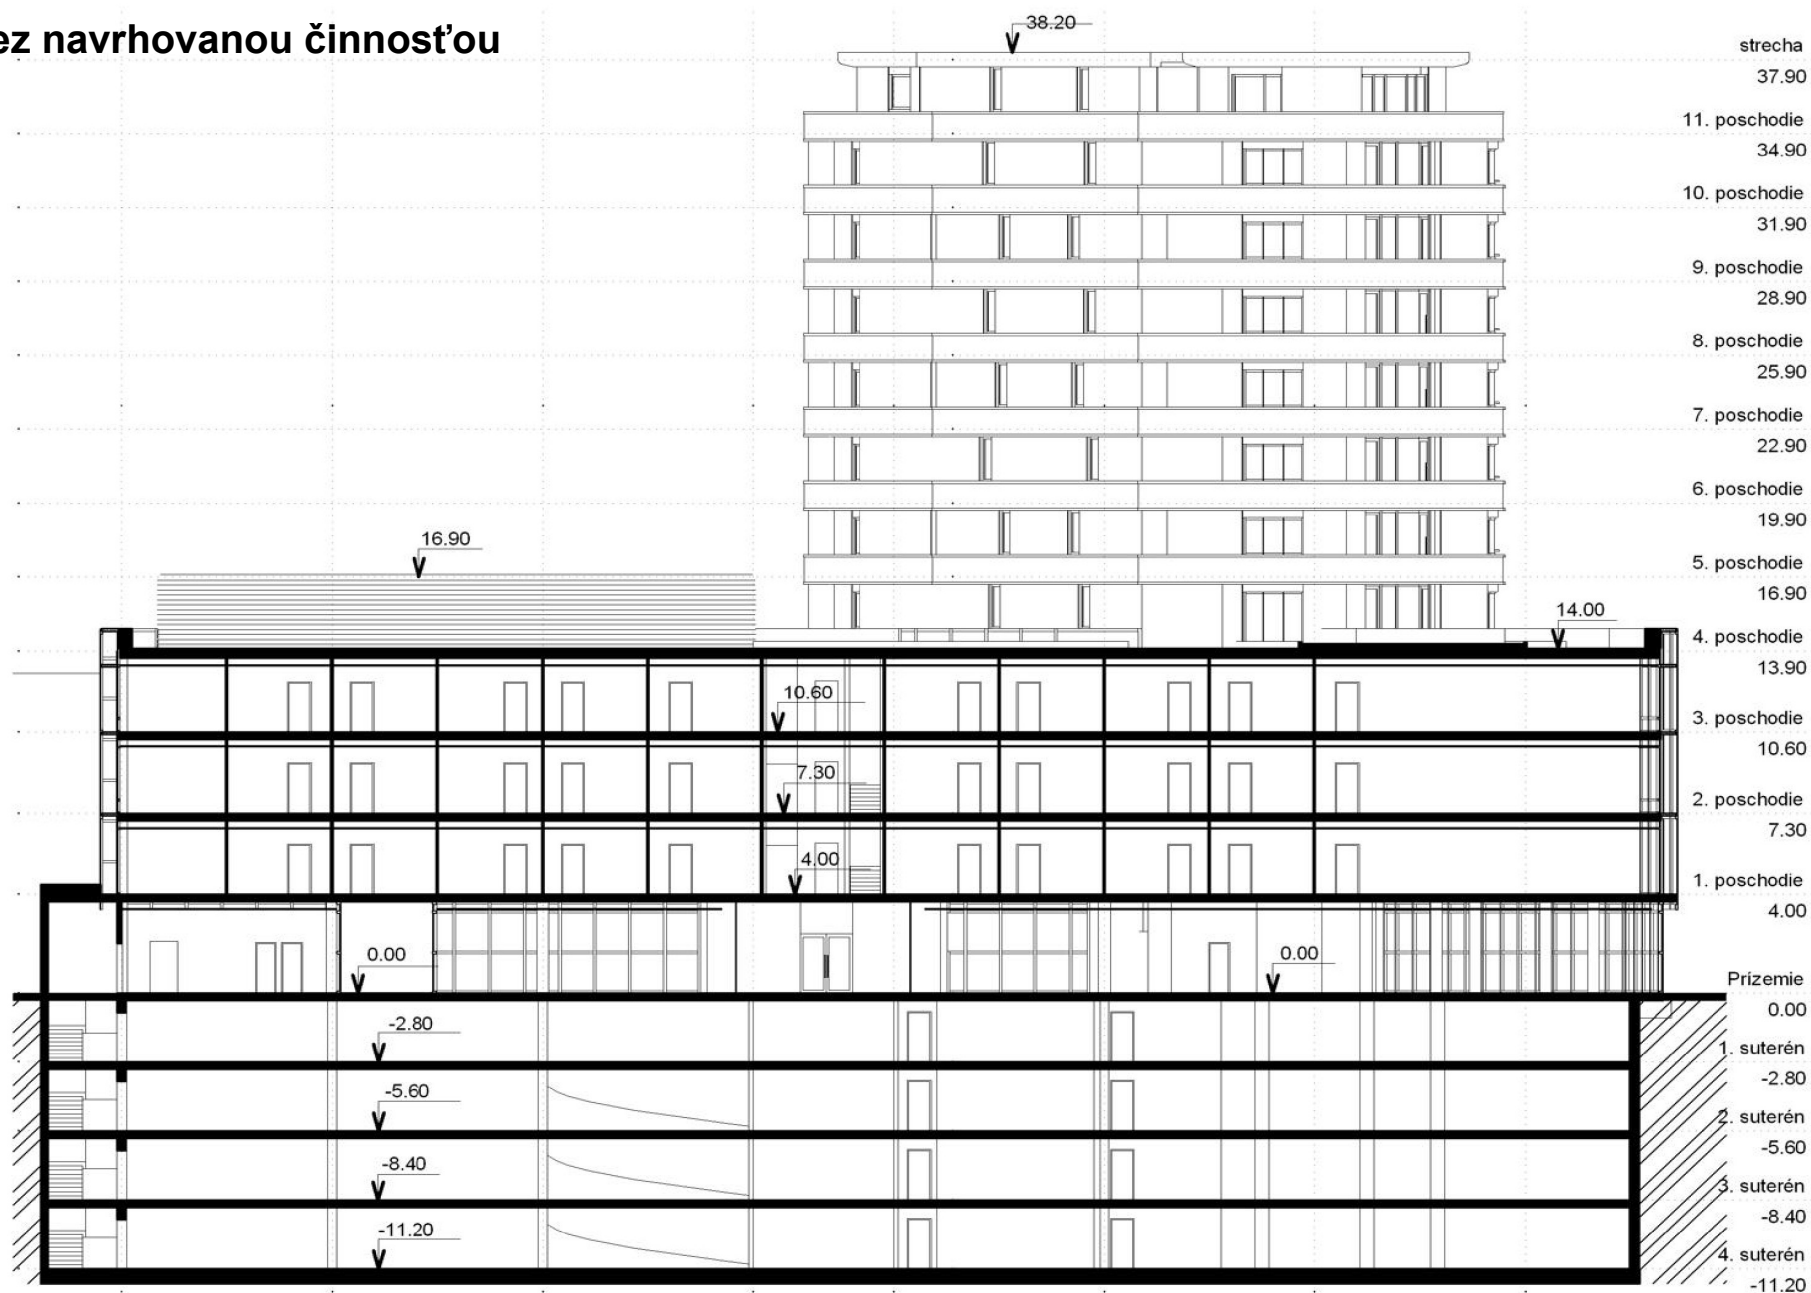 ez navrhovanou činnosťou
38.20
strecha
37.90
11. poschodie
34.90
10. poschodie
31.90
9. poschodie
28.90
8. poschodie
25.90
7. poschodie
22.90
6. poschodie
19.90
16.90
5. poschodie
16.90
14.00
4. poschodie
13.90
10.60
3. poschodie
10.60
7.30
2. poschodie
7.30
4.00
1. poschodie
4.00
0.00
0.00
Prízemie
0.00
-2.80
1. suterén
-2.80
-5.60
2. suterén
-5.60
-8.40
3. suterén
-8.40
-11.20
4. suterén
-11.20